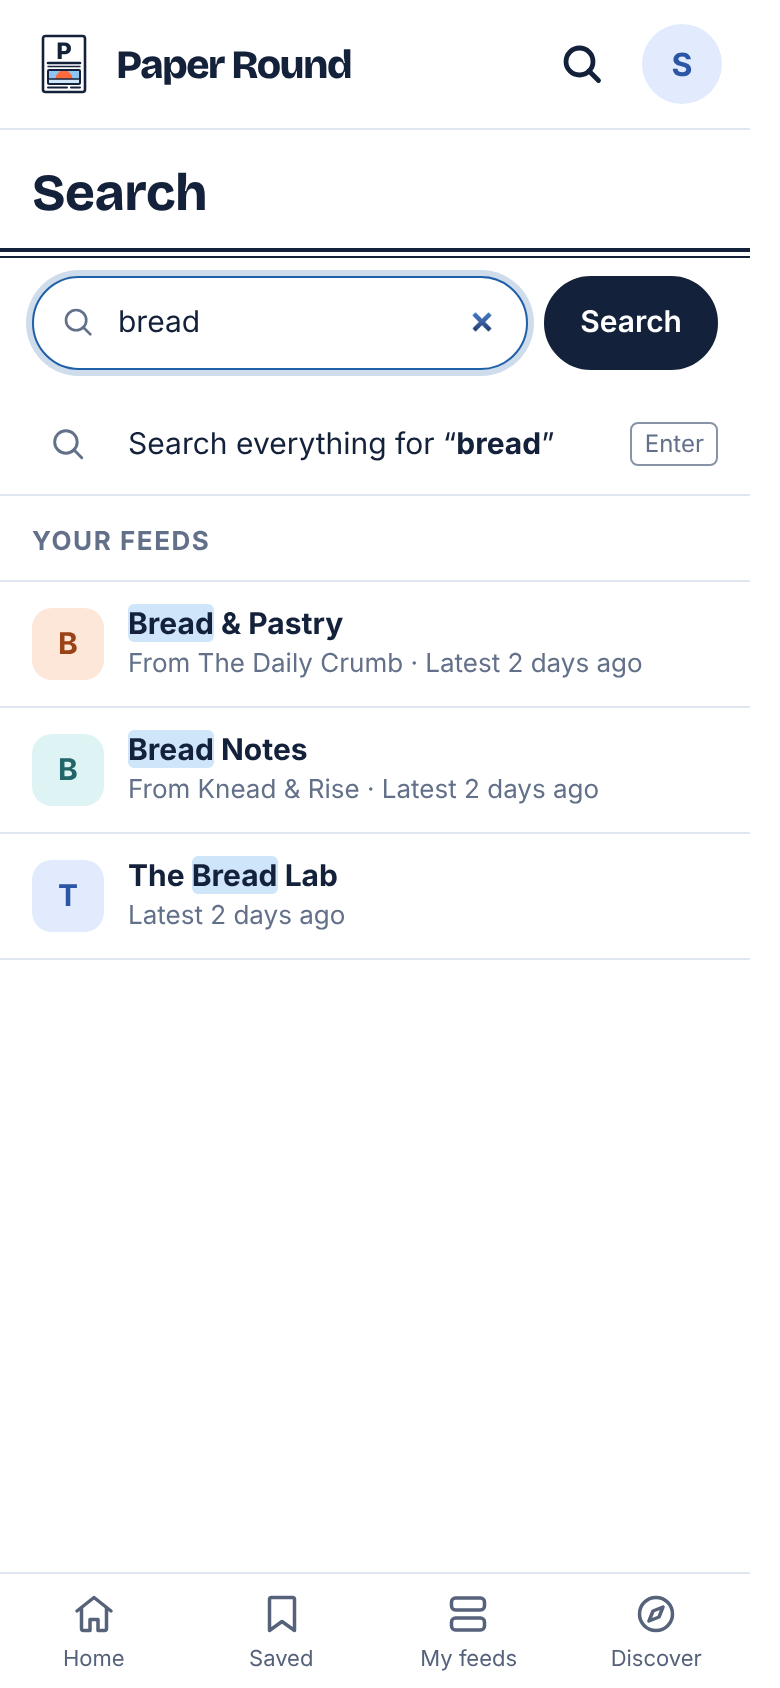 P
Paper Round
S
Search
bread
Search
Search everything for “bread”
Enter
YOUR FEEDS
B
Bread & Pastry
From The Daily Crumb · Latest 2 days ago
B
Bread Notes
From Knead & Rise · Latest 2 days ago
T
The Bread Lab
Latest 2 days ago
Home
Saved
My feeds
Discover